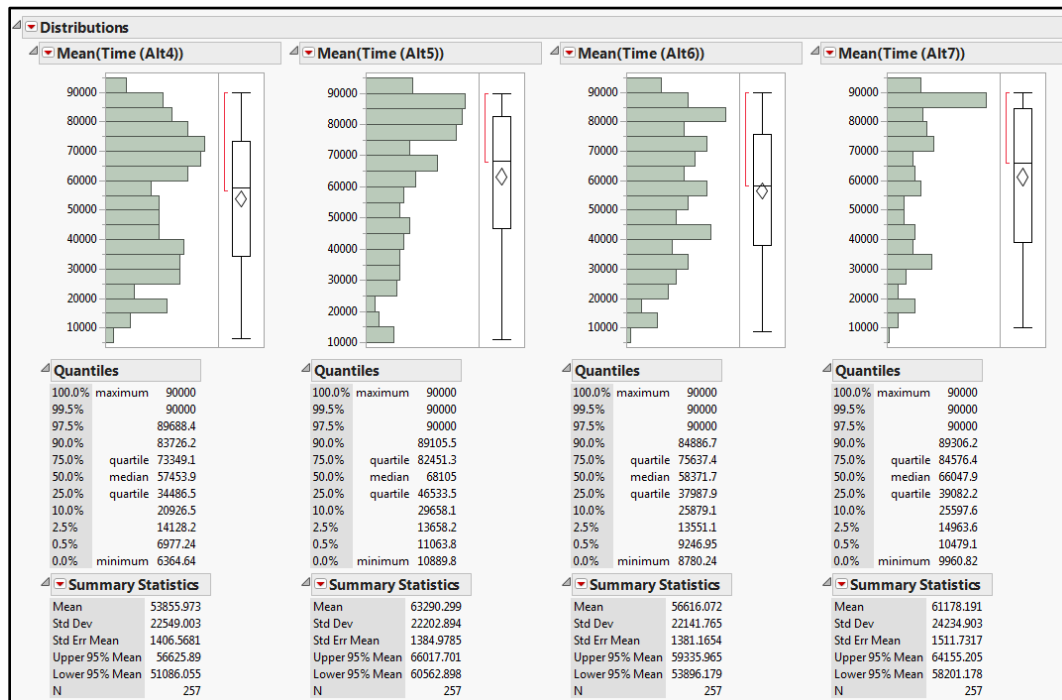 Distributions
Mean(Time (Alt4))
90000
80000
70000
60000
50000
40000
30000
20000
10000
Quantiles
100.0% maximum 90000
99.5% 90000
97.5% 89688.4
90.0% 83726.2
75.0% quartile 73349.1
50.0% median 57453.9
25.0% quartile 34486.5
10.0% 20926.5
2.5% 14128.2
0.5% 6977.24
0.0% minimum 6364.64
Summary Statistics
Mean 53855.973
Std Dev 22549.003
Std Err Mean 1406.5681
Upper 95% Mean 56625.89
Lower 95% Mean 51086.055
N 257
Mean(Time (Alt5))
90000
80000
70000
60000
50000
40000
30000
20000
10000
Quantiles
100.0% maximum 90000
99.5% 90000
97.5% 90000
90.0% 89105.5
75.0% quartile 82451.3
50.0% median 68105
25.0% quartile 46533.5
10.0% 29658.1
2.5% 13658.2
0.5% 11063.8
0.0% minimum 10889.8
Summary Statistics
Mean 63290.299
Std Dev 22202.894
Std Err Mean 1384.9785
Upper 95% Mean 66017.701
Lower 95% Mean 60562.898
N 257
Mean(Time (Alt6))
90000
80000
70000
60000
50000
40000
30000
20000
10000
Quantiles
100.0% maximum 90000
99.5% 90000
97.5% 90000
90.0% 84886.7
75.0% quartile 75637.4
50.0% median 58371.7
25.0% quartile 37987.9
10.0% 25879.1
2.5% 13551.1
0.5% 9246.95
0.0% minimum 8780.24
Summary Statistics
Mean 56616.072
Std Dev 22141.765
Std Err Mean 1381.1654
Upper 95% Mean 59335.965
Lower 95% Mean 53896.179
N 257
Mean(Time (Alt7))
90000
80000
70000
60000
50000
40000
30000
20000
10000
Quantiles
100.0% maximum 90000
99.5% 90000
97.5% 90000
90.0% 89306.2
75.0% quartile 84576.4
50.0% median 66047.9
25.0% quartile 39082.2
10.0% 25597.6
2.5% 14963.6
0.5% 10479.1
0.0% minimum 9960.82
Summary Statistics
Mean 61178.191
Std Dev 24234.903
Std Err Mean 1511.7317
Upper 95% Mean 64155.205
Lower 95% Mean 58201.178
N 257